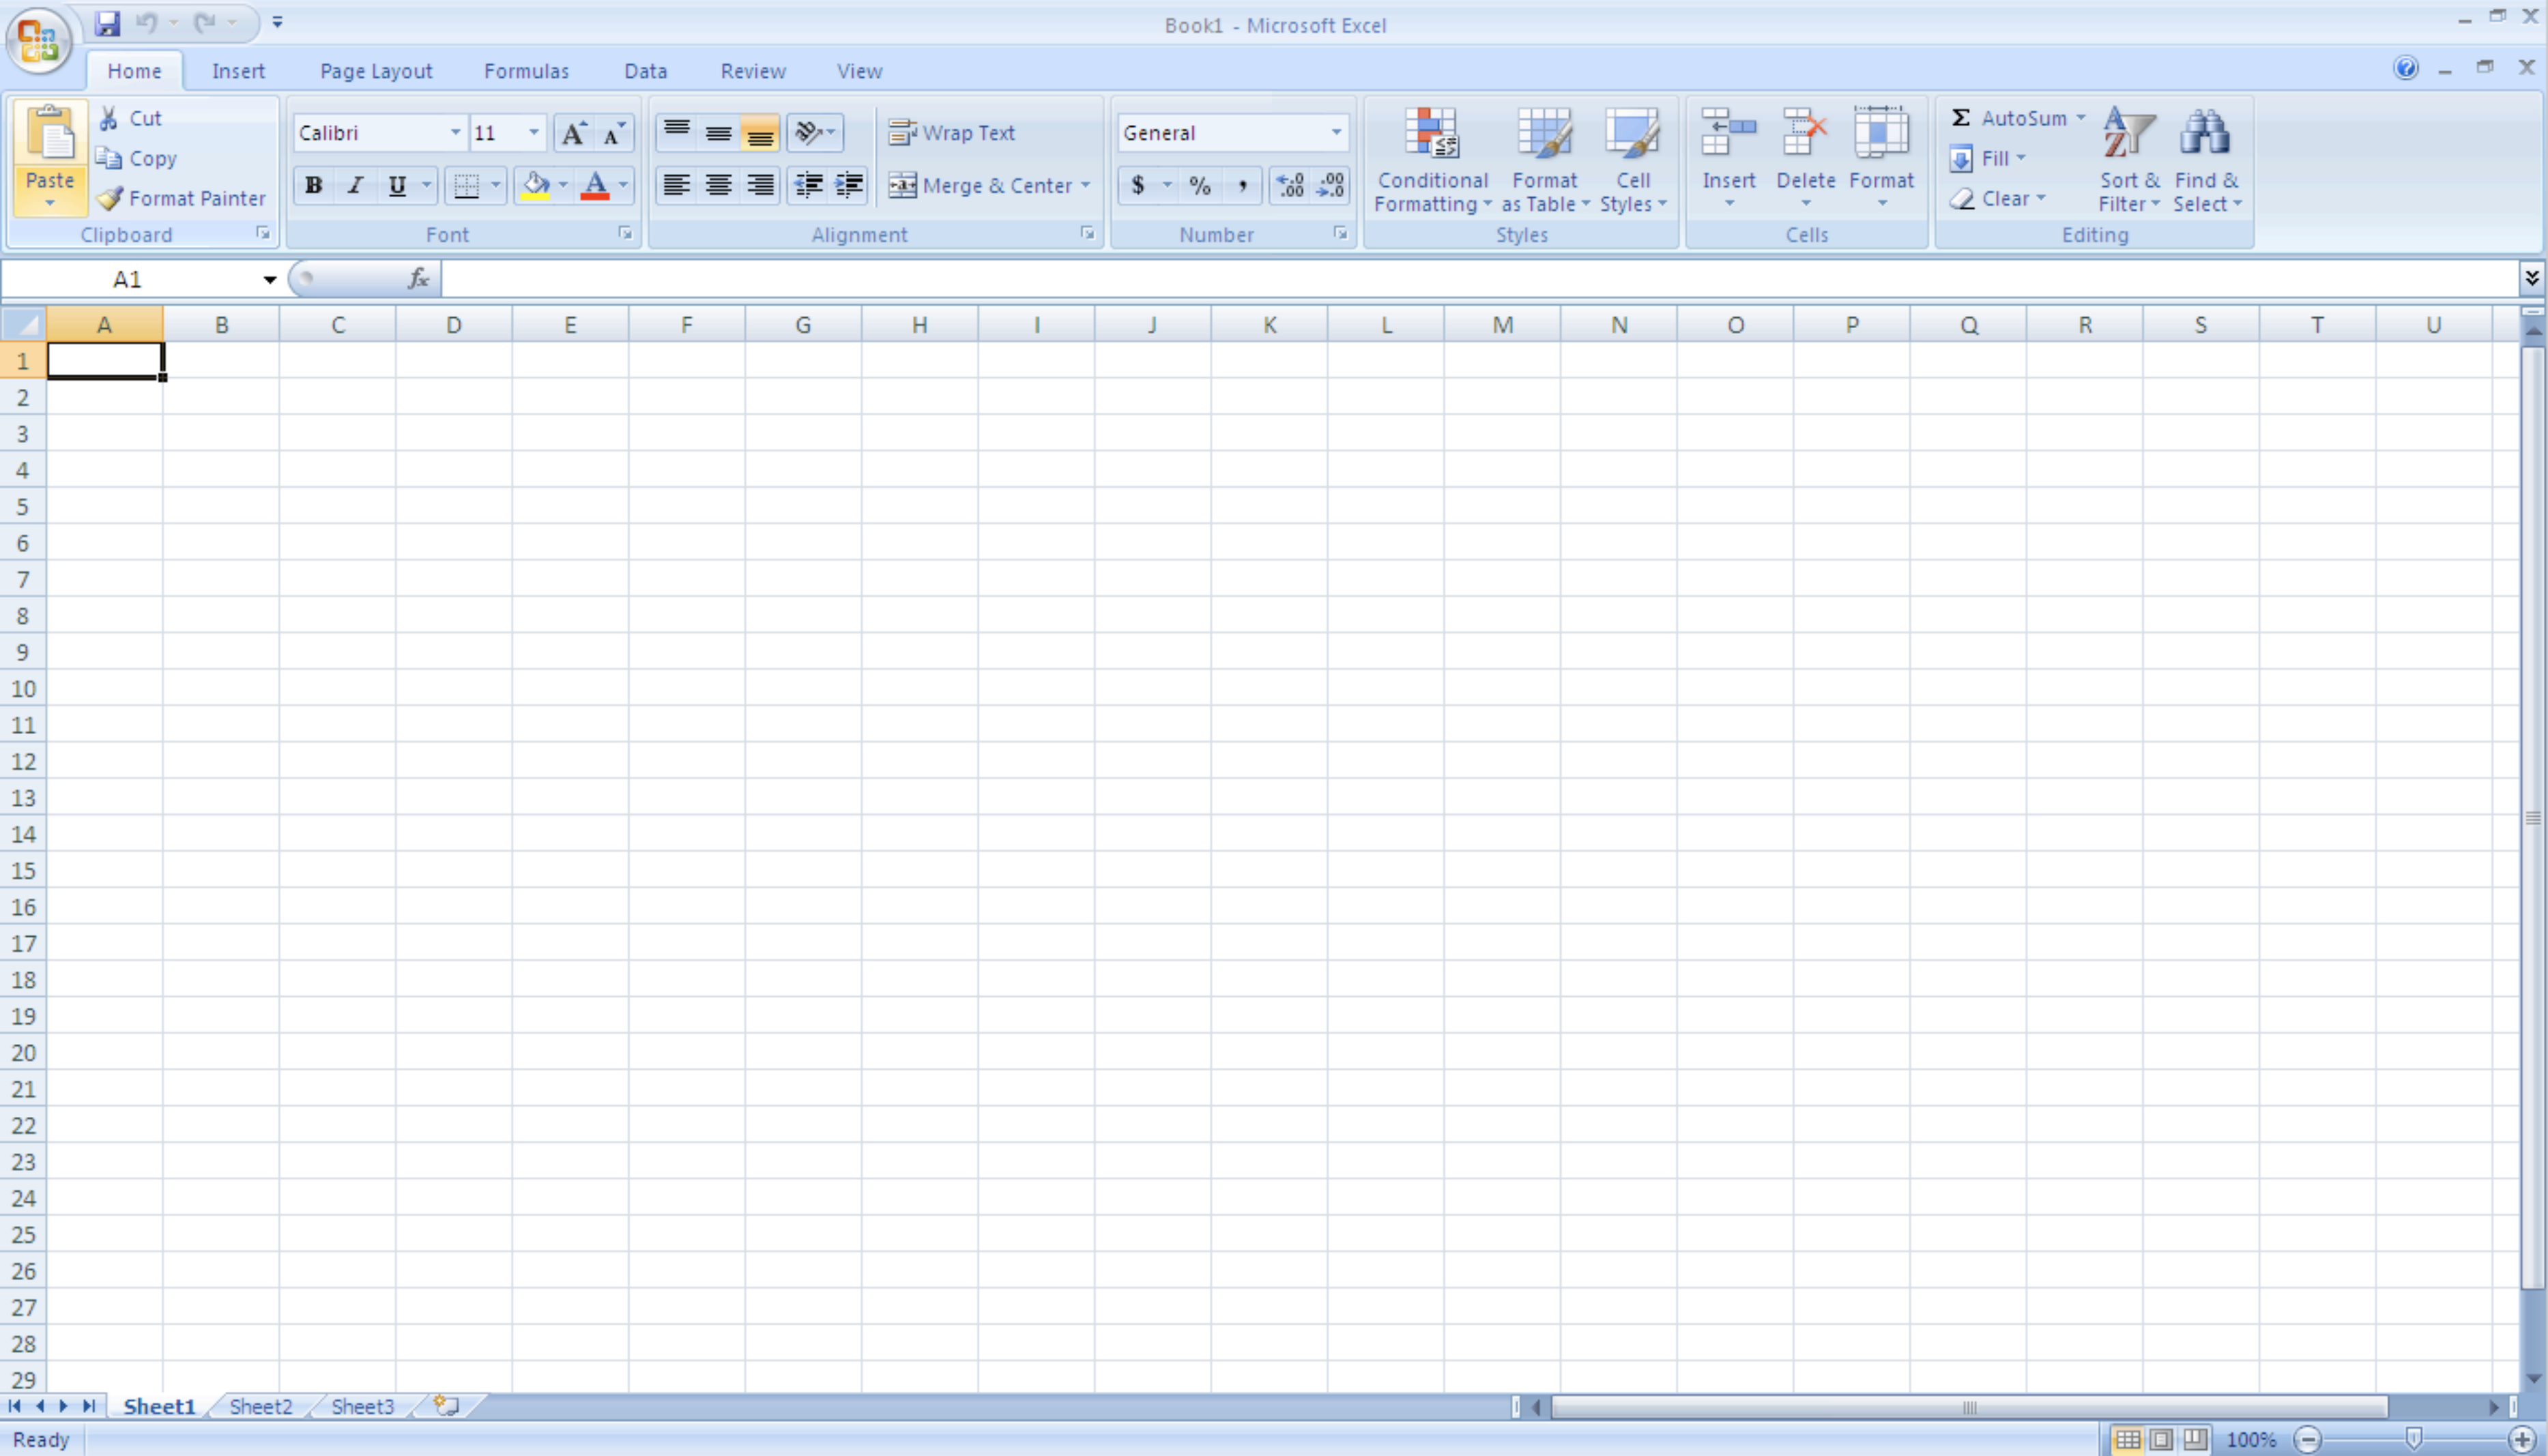 Book1 - Microsoft Excel
Home Insert Page Layout Formulas Data Review View
Paste
Cut
Copy
Format Painter
Clipboard
Calibri 11 A A
B I U A
Font
Wrap Text
Merge & Center
Alignment
General
$ % , .0 .00 .00 .0
Number
Conditional Formatting
Format as Table
Cell Styles
Styles
Insert Delete Format
Cells
Σ AutoSum
Fill
Clear
Sort & Filter
Find & Select
Editing
A1 fx
A B C D E F G H I J K L M N O P Q R S T U
1
2
3
4
5
6
7
8
9
10
11
12
13
14
15
16
17
18
19
20
21
22
23
24
25
26
27
28
29
Sheet1 Sheet2 Sheet3
Ready 100%